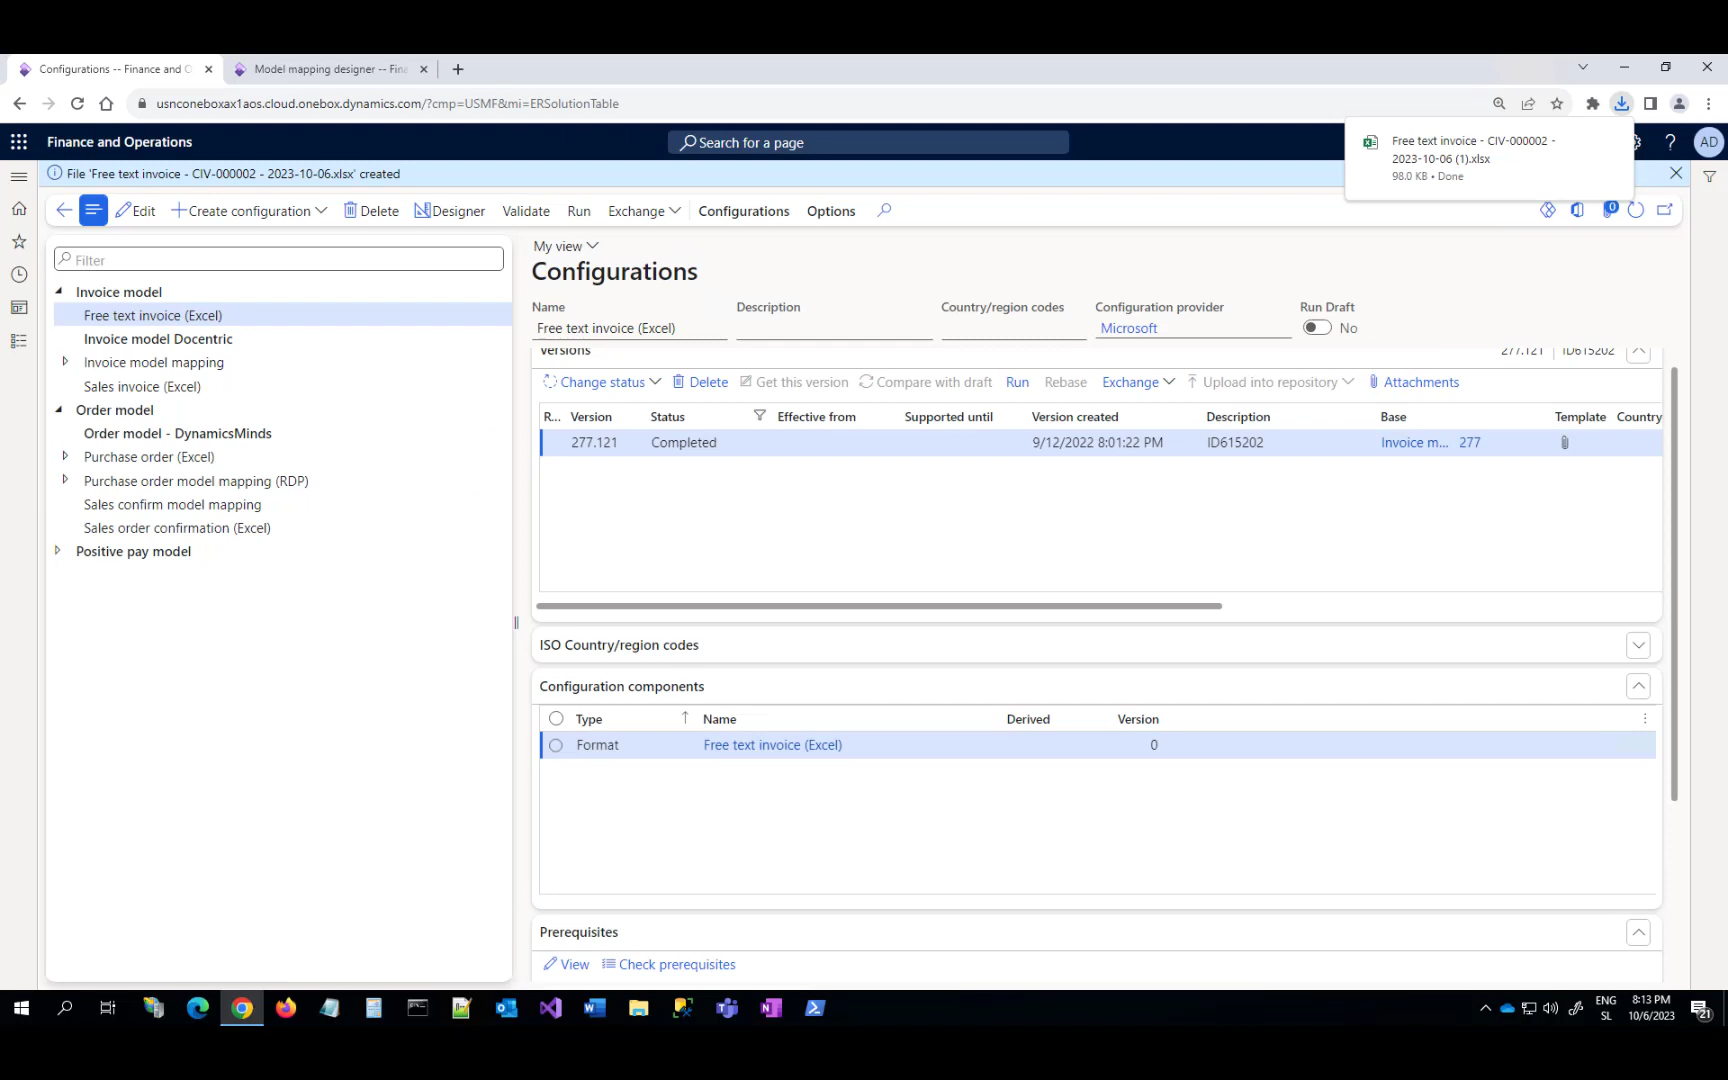 Configurations -- Finance and O
Model mapping designer -- Fina
usnconeboxax1aos.cloud.onebox.dynamics.com/?cmp=USMF&mi=ERSolutionTable
Finance and Operations
Search for a page
AD
Free text invoice - CIV-000002 -
2023-10-06 (1).xlsx
98.0 KB • Done
File 'Free text invoice - CIV-000002 - 2023-10-06.xlsx' created
Edit
Create configuration
Delete
Designer
Validate
Run
Exchange
Configurations
Options
0
Filter
Invoice model
Free text invoice (Excel)
Invoice model Docentric
Invoice model mapping
Sales invoice (Excel)
Order model
Order model - DynamicsMinds
Purchase order (Excel)
Purchase order model mapping (RDP)
Sales confirm model mapping
Sales order confirmation (Excel)
Positive pay model
My view
Configurations
Name Description Country/region codes Configuration provider Run Draft
Free text invoice (Excel) Microsoft No
Versions 277.121 ID615202
Change status Delete Get this version Compare with draft Run Rebase Exchange Upload into repository Attachments
R... Version Status Effective from Supported until Version created Description Base Template Country
277.121 Completed 9/12/2022 8:01:22 PM ID615202 Invoice m... 277
ISO Country/region codes
Configuration components
Type Name Derived Version
Format Free text invoice (Excel) 0
Prerequisites
View Check prerequisites
ENG
SL
8:13 PM
10/6/2023
21